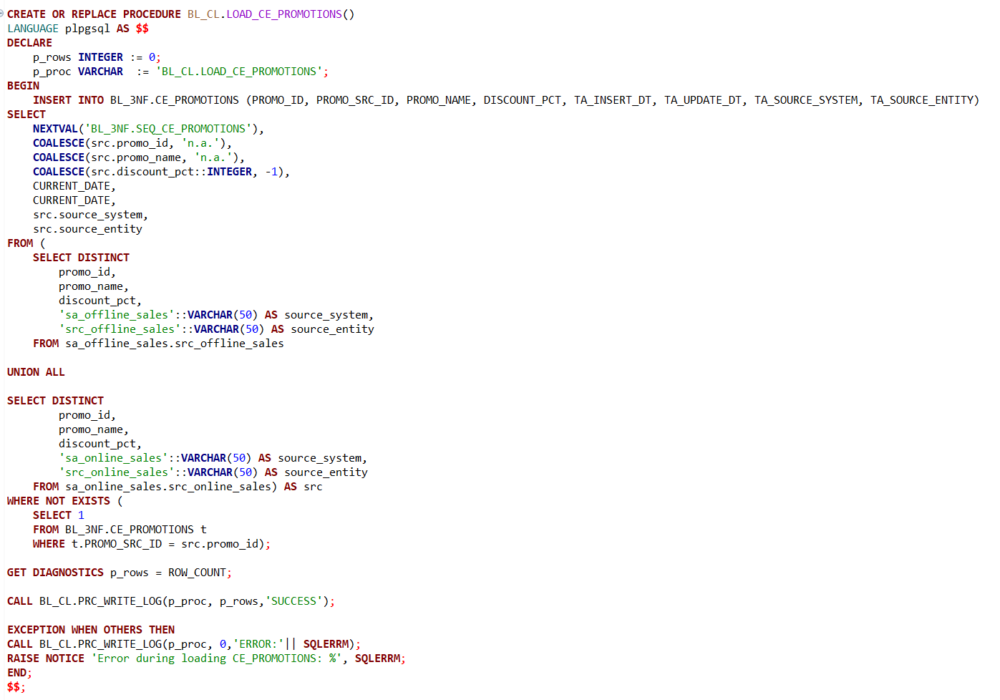 CREATE OR REPLACE PROCEDURE BL_CL.LOAD_CE_PROMOTIONS()
LANGUAGE plpgsql AS $$
DECLARE
    p_rows INTEGER := 0;
    p_proc VARCHAR  := 'BL_CL.LOAD_CE_PROMOTIONS';
BEGIN
    INSERT INTO BL_3NF.CE_PROMOTIONS (PROMO_ID, PROMO_SRC_ID, PROMO_NAME, DISCOUNT_PCT, TA_INSERT_DT, TA_UPDATE_DT, TA_SOURCE_SYSTEM, TA_SOURCE_ENTITY)
SELECT
    NEXTVAL('BL_3NF.SEQ_CE_PROMOTIONS'),
    COALESCE(src.promo_id, 'n.a.'),
    COALESCE(src.promo_name, 'n.a.'),
    COALESCE(src.discount_pct::INTEGER, -1),
    CURRENT_DATE,
    CURRENT_DATE,
    src.source_system,
    src.source_entity
FROM (
    SELECT DISTINCT
        promo_id,
        promo_name,
        discount_pct,
        'sa_offline_sales'::VARCHAR(50) AS source_system,
        'src_offline_sales'::VARCHAR(50) AS source_entity
    FROM sa_offline_sales.src_offline_sales

UNION ALL

SELECT DISTINCT
        promo_id,
        promo_name,
        discount_pct,
        'sa_online_sales'::VARCHAR(50) AS source_system,
        'src_online_sales'::VARCHAR(50) AS source_entity
    FROM sa_online_sales.src_online_sales) AS src
WHERE NOT EXISTS (
    SELECT 1
    FROM BL_3NF.CE_PROMOTIONS t
    WHERE t.PROMO_SRC_ID = src.promo_id);

GET DIAGNOSTICS p_rows = ROW_COUNT;

CALL BL_CL.PRC_WRITE_LOG(p_proc, p_rows,'SUCCESS');

EXCEPTION WHEN OTHERS THEN
CALL BL_CL.PRC_WRITE_LOG(p_proc, 0,'ERROR:'|| SQLERRM);
RAISE NOTICE 'Error during loading CE_PROMOTIONS: %', SQLERRM;
END;
$$;